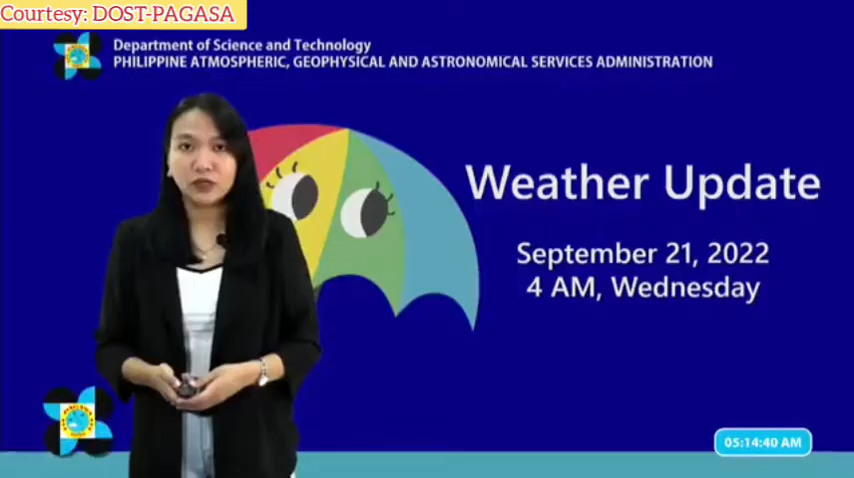 Courtesy: DOST-PAGASA
Department of Science and Technology
PHILIPPINE ATMOSPHERIC, GEOPHYSICAL AND ASTRONOMICAL SERVICES ADMINISTRATION
Weather Update
September 21, 2022
4 AM, Wednesday
05:14:40 AM